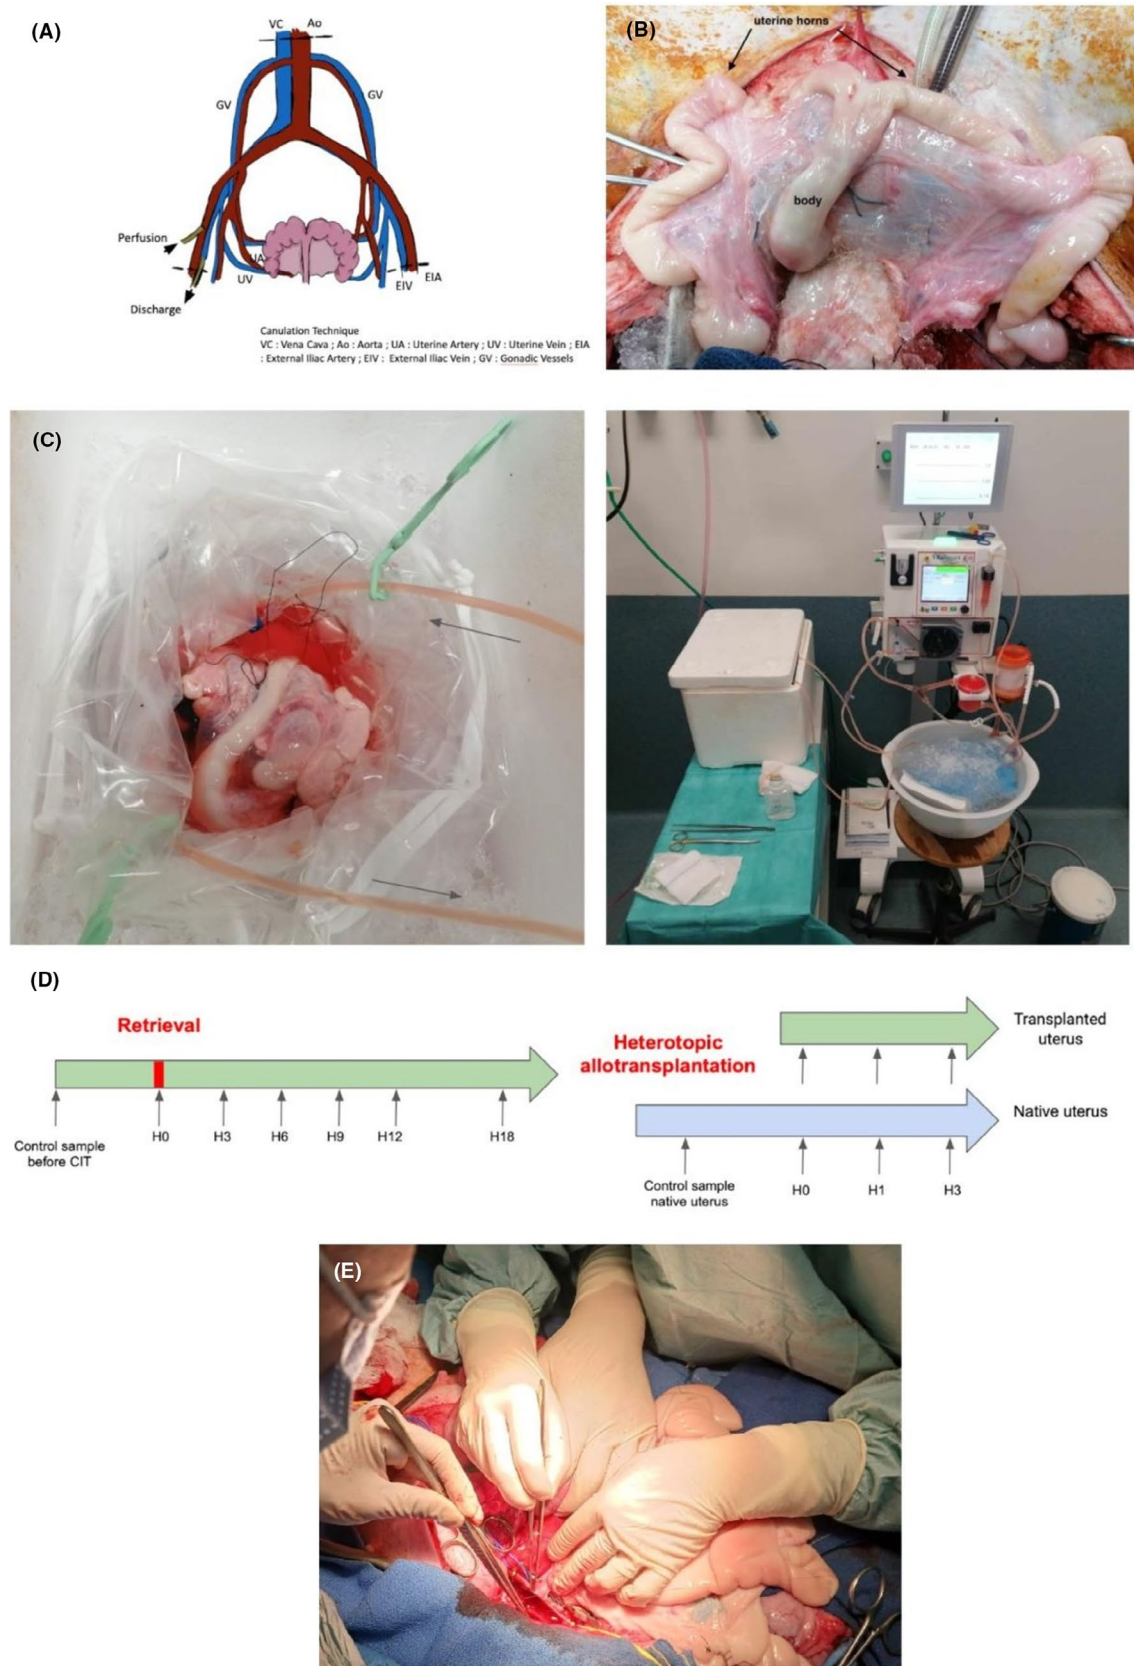 (A)
VC
Ao
GV
GV
Perfusion
UA
UV
EIV
EIA
Discharge
Canulation Technique
VC : Vena Cava ; Ao : Aorta ; UA : Uterine Artery ; UV : Uterine Vein ; EIA
: External Iliac Artery ; EIV : External Iliac Vein ; GV : Gonadic Vessels
(B)
uterine horns
body
(C)
(D)
Retrieval
Control sample
before CIT
H0
H3
H6
H9
H12
H18
Heterotopic
allotransplantation
Transplanted
uterus
Native uterus
Control sample
native uterus
H0
H1
H3
(E)